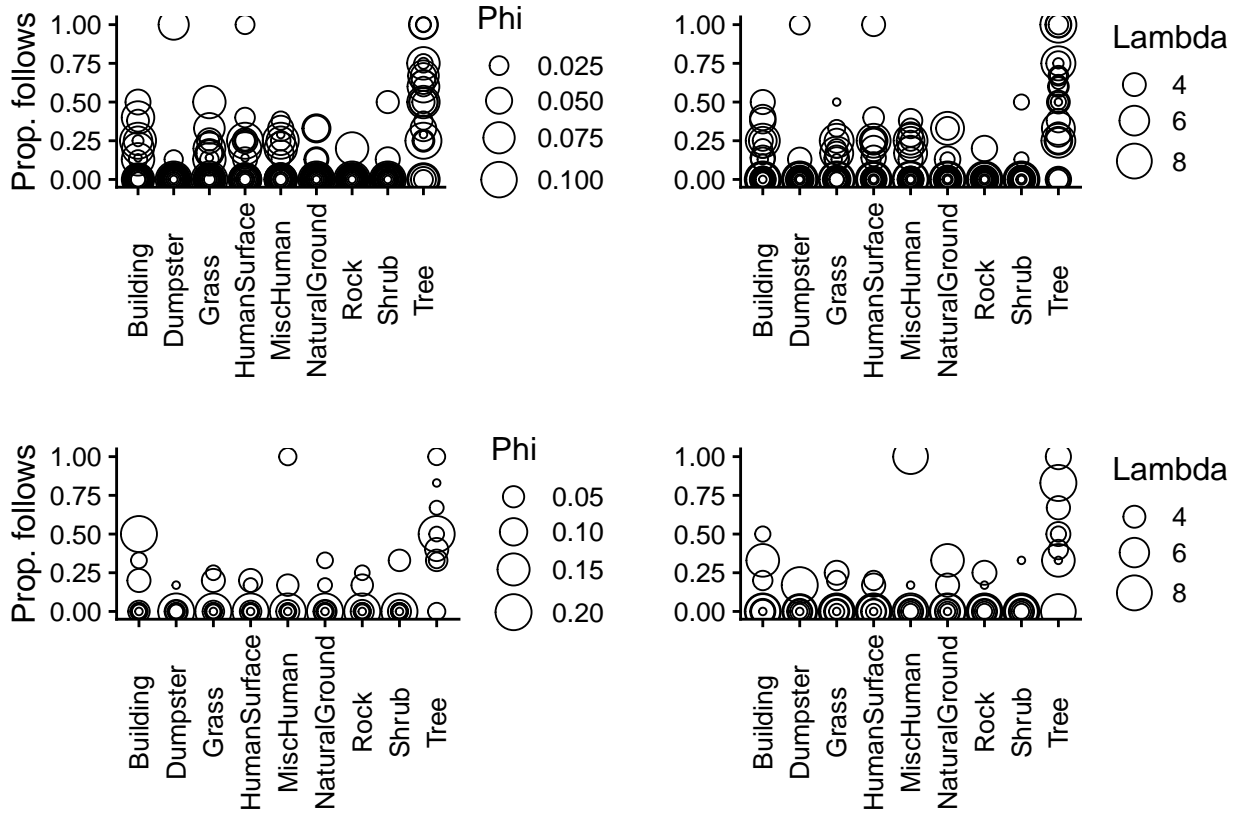 Prop. follows
1.00
0.75
0.50
0.25
0.00
Building
Dumpster
Grass
HumanSurface
MiscHuman
NaturalGround
Rock
Shrub
Tree
Phi
0.025
0.050
0.075
0.100
1.00
0.75
0.50
0.25
0.00
Building
Dumpster
Grass
HumanSurface
MiscHuman
NaturalGround
Rock
Shrub
Tree
Lambda
4
6
8
Prop. follows
1.00
0.75
0.50
0.25
0.00
Building
Dumpster
Grass
HumanSurface
MiscHuman
NaturalGround
Rock
Shrub
Tree
Phi
0.05
0.10
0.15
0.20
1.00
0.75
0.50
0.25
0.00
Building
Dumpster
Grass
HumanSurface
MiscHuman
NaturalGround
Rock
Shrub
Tree
Lambda
4
6
8